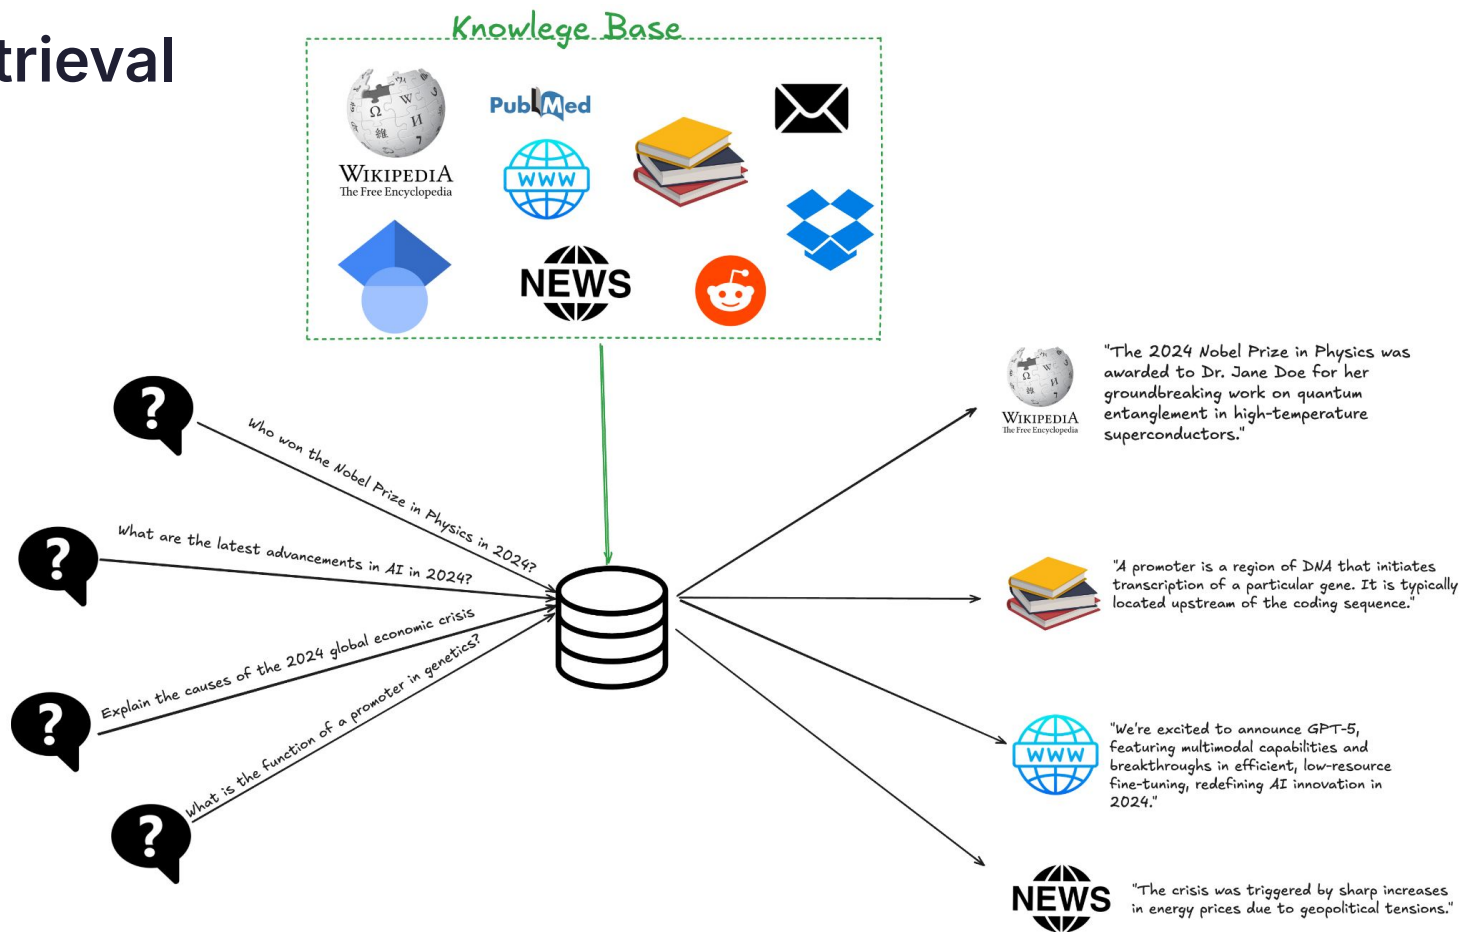 trieval
Knowlege Base
WIKIPEDIA
The Free Encyclopedia
PubMed
WWW
NEWS
Who won the Nobel Prize in Physics in 2024?
What are the latest advancements in AI in 2024?
Explain the causes of the 2024 global economic crisis
What is the function of a promoter in genetics?
WIKIPEDIA
The Free Encyclopedia
"The 2024 Nobel Prize in Physics was
awarded to Dr. Jane Doe for her
groundbreaking work on quantum
entanglement in high-temperature
superconductors."
"A promoter is a region of DNA that initiates
transcription of a particular gene. It is typically
located upstream of the coding sequence."
WWW
"We're excited to announce GPT-5,
featuring multimodal capabilities and
breakthroughs in efficient, low-resource
fine-tuning, redefining AI innovation in
2024."
NEWS
"The crisis was triggered by sharp increases
in energy prices due to geopolitical tensions."